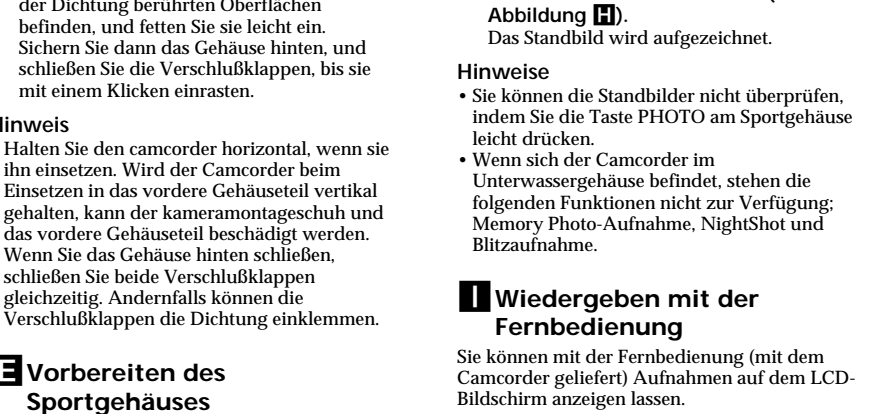 der Dichtung berührten Oberflächen
befinden, und fetten Sie sie leicht ein.
Sichern Sie dann das Gehäuse hinten, und
schließen Sie die Verschlußklappen, bis sie
mit einem Klicken einrasten.
Halten Sie den camcorder horizontal, wenn sie
ihn einsetzen. Wird der Camcorder beim
Einsetzen in das vordere Gehäuseteil vertikal
gehalten, kann der kameramontageschuh und
das vordere Gehäuseteil beschädigt werden.
Wenn Sie das Gehäuse hinten schließen,
schließen Sie beide Verschlußklappen
gleichzeitig. Andernfalls können die
Verschlußklappen die Dichtung einklemmen.
E Vorbereiten des
Sportgehäuses
Abbildung H).
Das Standbild wird aufgezeichnet.
Hinweise
• Sie können die Standbilder nicht überprüfen,
indem Sie die Taste PHOTO am Sportgehäuse
leicht drücken.
• Wenn sich der Camcorder im
Unterwassergehäuse befindet, stehen die
folgenden Funktionen nicht zur Verfügung;
Memory Photo-Aufnahme, NightShot und
Blitzaufnahme.
I Wiedergeben mit der
Fernbedienung
Sie können mit der Fernbedienung (mit dem
Camcorder geliefert) Aufnahmen auf dem LCD-
Bildschirm anzeigen lassen.